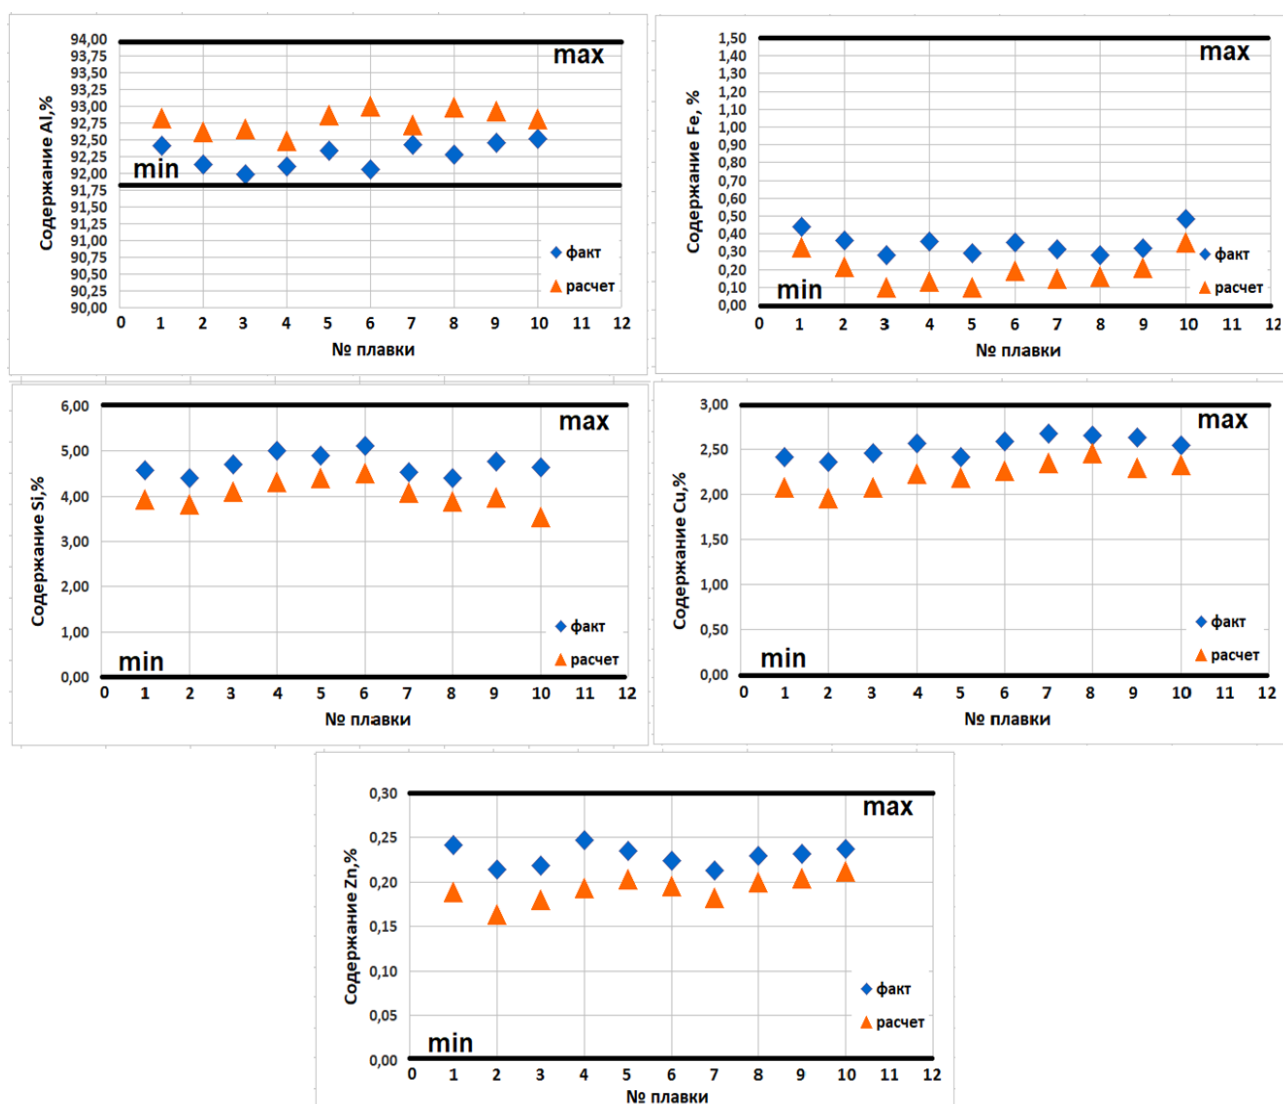 Содержание Al,%
94,00
93,75
93,50
93,25
93,00
92,75
92,50
92,25
92,00
91,75
91,50
91,25
91,00
90,75
90,50
90,25
90,00
max
min
факт
расчет
0 1 2 3 4 5 6 7 8 9 10 11 12
№ плавки
Содержание Fe, %
1,50
1,40
1,30
1,20
1,10
1,00
0,90
0,80
0,70
0,60
0,50
0,40
0,30
0,20
0,10
0,00
max
min
факт
расчет
0 1 2 3 4 5 6 7 8 9 10 11 12
№ плавки
Содержание Si,%
6,00
5,00
4,00
3,00
2,00
1,00
0,00
max
min
факт
расчет
0 1 2 3 4 5 6 7 8 9 10 11 12
№ плавки
Содержание Cu,%
3,00
2,50
2,00
1,50
1,00
0,50
0,00
max
min
факт
расчет
0 1 2 3 4 5 6 7 8 9 10 11 12
№ плавки
Содержание Zn,%
0,30
0,25
0,20
0,15
0,10
0,05
0,00
max
min
факт
расчет
0 1 2 3 4 5 6 7 8 9 10 11 12
№ плавки